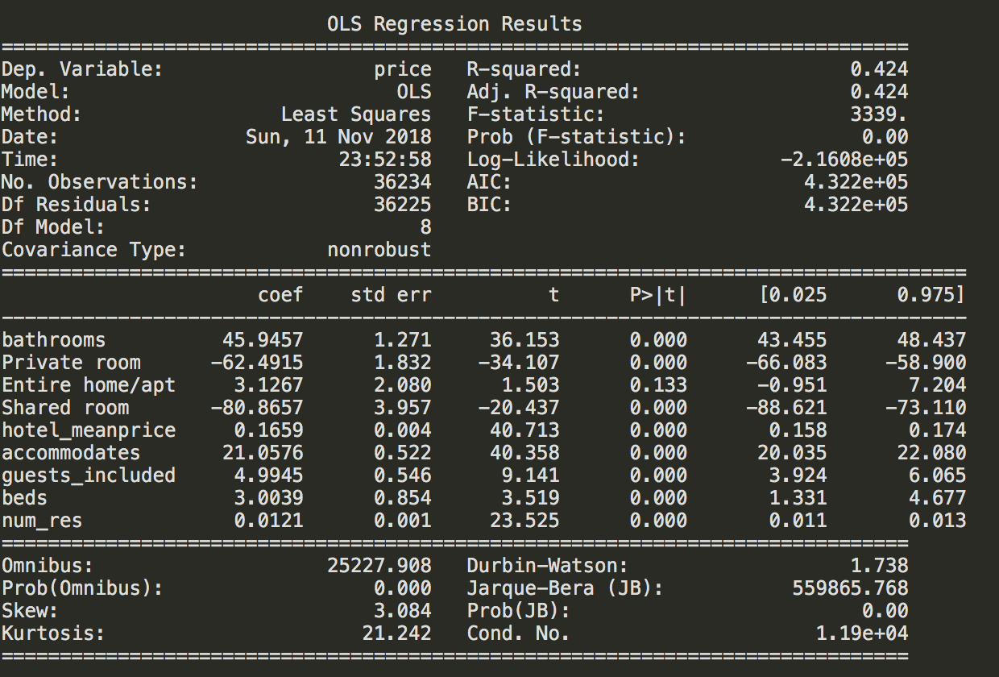 OLS Regression Results
==============================================================================
Dep. Variable:                  price   R-squared:                       0.424
Model:                            OLS   Adj. R-squared:                  0.424
Method:                 Least Squares   F-statistic:                     3339.
Date:                Sun, 11 Nov 2018   Prob (F-statistic):               0.00
Time:                        23:52:58   Log-Likelihood:            -2.1608e+05
No. Observations:               36234   AIC:                         4.322e+05
Df Residuals:                   36225   BIC:                         4.322e+05
Df Model:                           8
Covariance Type:            nonrobust
===================================================================================
                      coef    std err          t      P>|t|      [0.025      0.975]
-----------------------------------------------------------------------------------
bathrooms          45.9457      1.271     36.153      0.000      43.455      48.437
Private room      -62.4915      1.832    -34.107      0.000     -66.083     -58.900
Entire home/apt     3.1267      2.080      1.503      0.133      -0.951       7.204
Shared room       -80.8657      3.957    -20.437      0.000     -88.621     -73.110
hotel_meanprice     0.1659      0.004     40.713      0.000       0.158       0.174
accommodates       21.0576      0.522     40.358      0.000      20.035      22.080
guests_included     4.9945      0.546      9.141      0.000       3.924       6.065
beds                3.0039      0.854      3.519      0.000       1.331       4.677
num_res             0.0121      0.001     23.525      0.000       0.011       0.013
==============================================================================
Omnibus:                    25227.908   Durbin-Watson:                   1.738
Prob(Omnibus):                  0.000   Jarque-Bera (JB):           559865.768
Skew:                           3.084   Prob(JB):                         0.00
Kurtosis:                      21.242   Cond. No.                     1.19e+04
==============================================================================